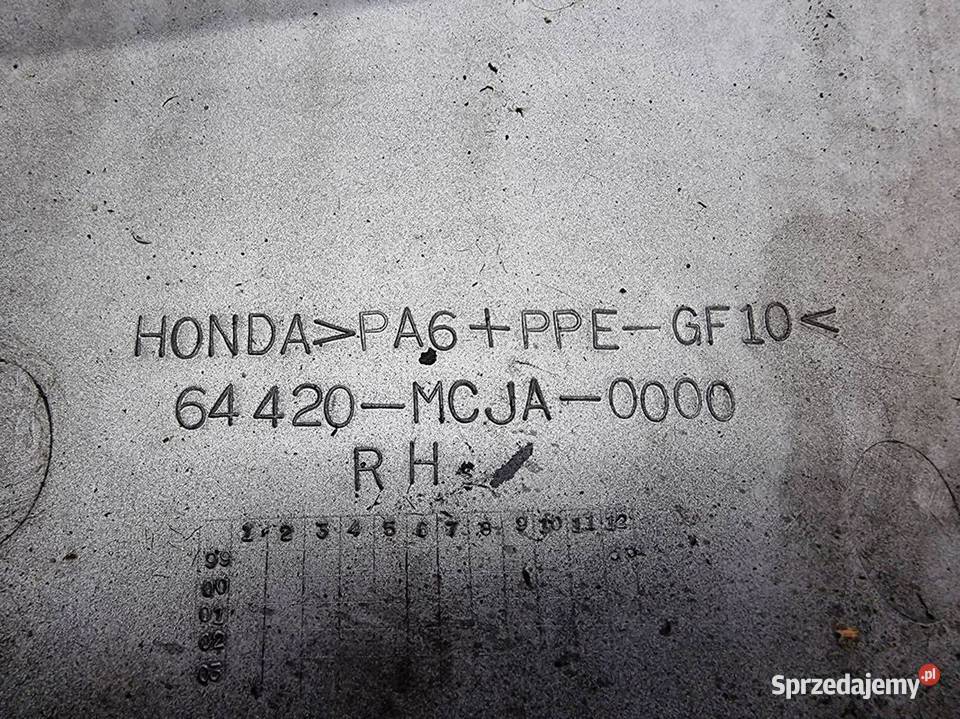 HONDA>PA6+PPE-GF10<
64420-MCJA-0000
RH
1 2 3 4 5 6 7 8 9 10 11 12
99
00
01
02
03
Sprzedajemy.pl